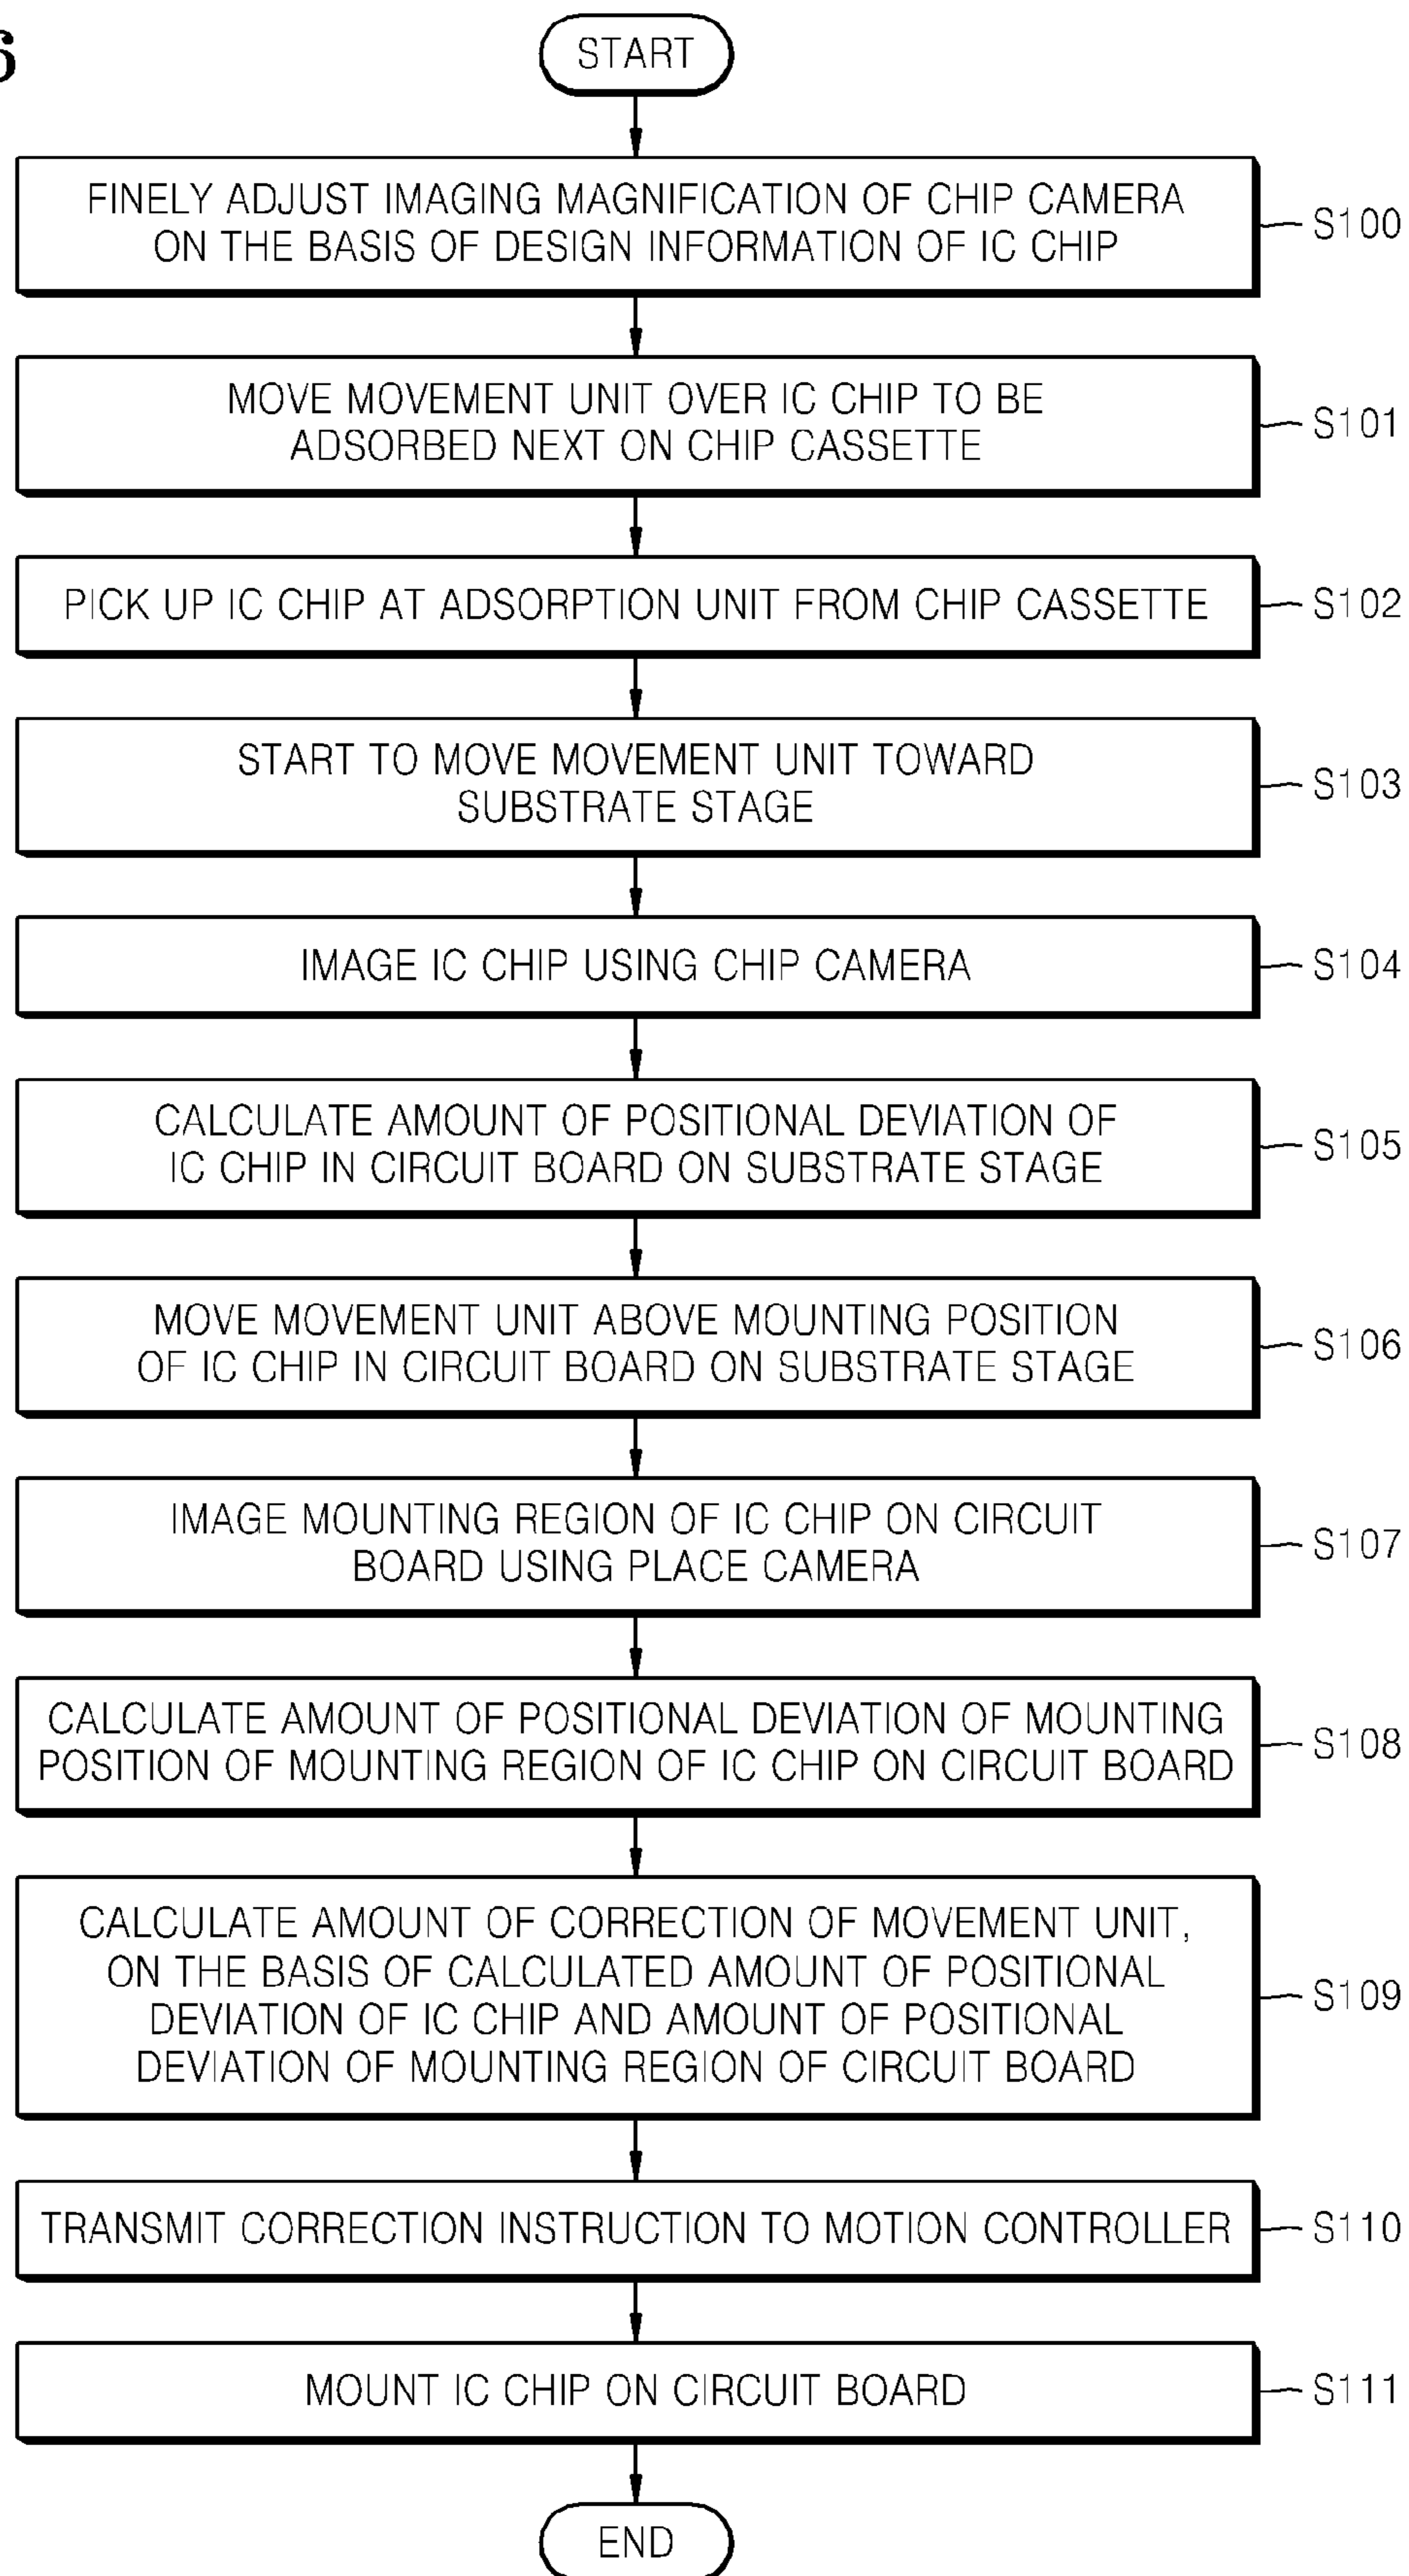 6
START
FINELY ADJUST IMAGING MAGNIFICATION OF CHIP CAMERA
ON THE BASIS OF DESIGN INFORMATION OF IC CHIP
S100
MOVE MOVEMENT UNIT OVER IC CHIP TO BE
ADSORBED NEXT ON CHIP CASSETTE
S101
PICK UP IC CHIP AT ADSORPTION UNIT FROM CHIP CASSETTE
S102
START TO MOVE MOVEMENT UNIT TOWARD
SUBSTRATE STAGE
S103
IMAGE IC CHIP USING CHIP CAMERA
S104
CALCULATE AMOUNT OF POSITIONAL DEVIATION OF
IC CHIP IN CIRCUIT BOARD ON SUBSTRATE STAGE
S105
MOVE MOVEMENT UNIT ABOVE MOUNTING POSITION
OF IC CHIP IN CIRCUIT BOARD ON SUBSTRATE STAGE
S106
IMAGE MOUNTING REGION OF IC CHIP ON CIRCUIT
BOARD USING PLACE CAMERA
S107
CALCULATE AMOUNT OF POSITIONAL DEVIATION OF MOUNTING
POSITION OF MOUNTING REGION OF IC CHIP ON CIRCUIT BOARD
S108
CALCULATE AMOUNT OF CORRECTION OF MOVEMENT UNIT,
ON THE BASIS OF CALCULATED AMOUNT OF POSITIONAL
DEVIATION OF IC CHIP AND AMOUNT OF POSITIONAL
DEVIATION OF MOUNTING REGION OF CIRCUIT BOARD
S109
TRANSMIT CORRECTION INSTRUCTION TO MOTION CONTROLLER
S110
MOUNT IC CHIP ON CIRCUIT BOARD
S111
END